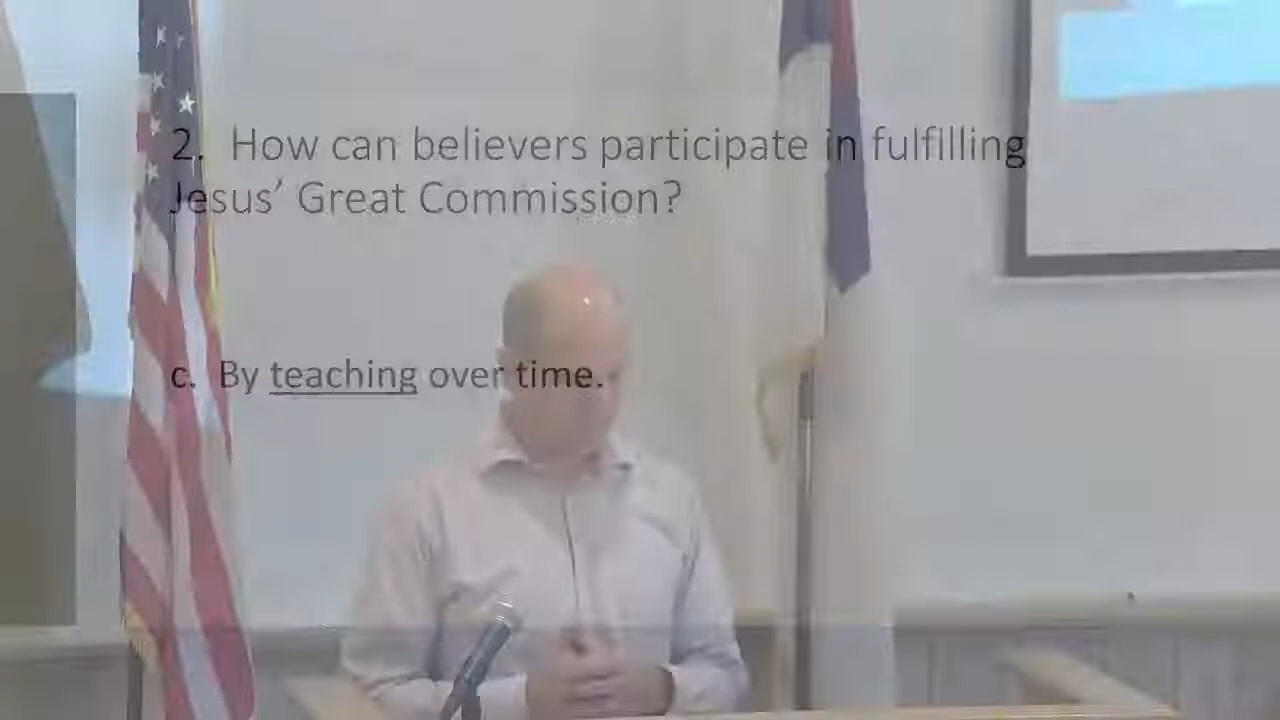 2. How can believers participate in fulfilling
Jesus’ Great Commission?
c. By teaching over time.